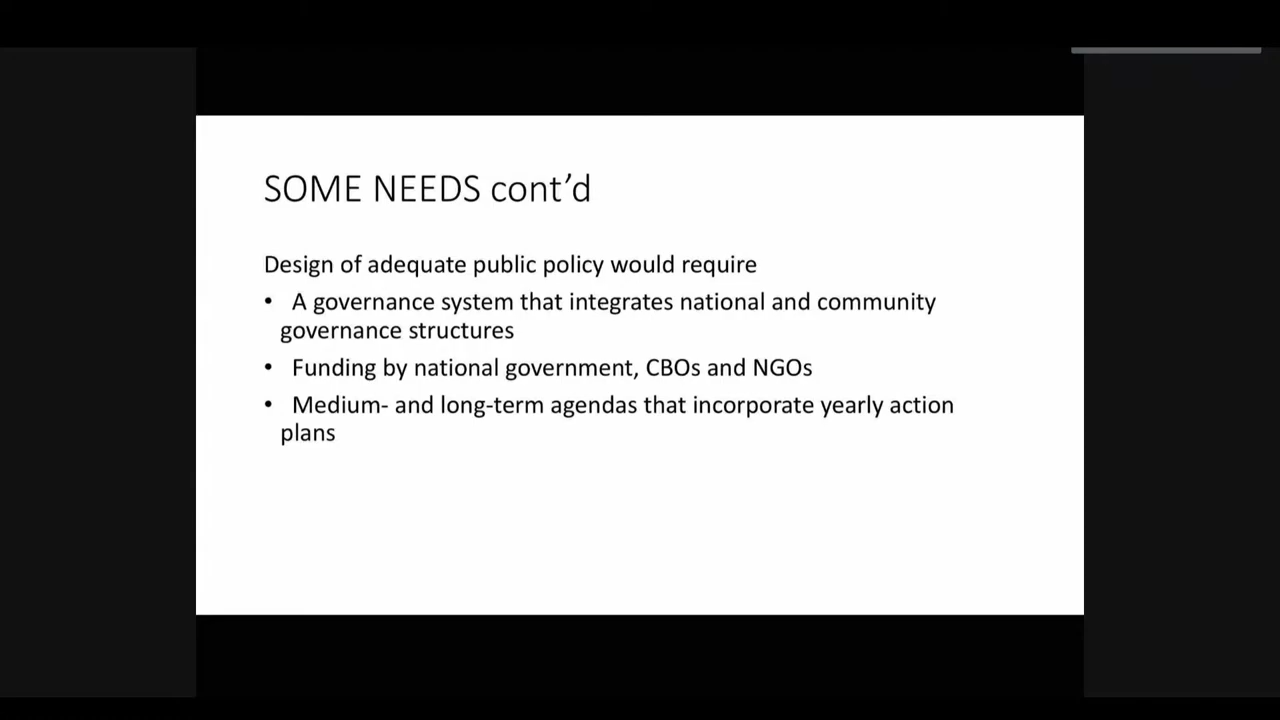 SOME NEEDS cont’d
Design of adequate public policy would require
• A governance system that integrates national and community
governance structures
• Funding by national government, CBOs and NGOs
• Medium- and long-term agendas that incorporate yearly action
plans